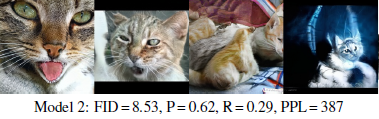 Model 2: FID = 8.53, P = 0.62, R = 0.29, PPL = 387